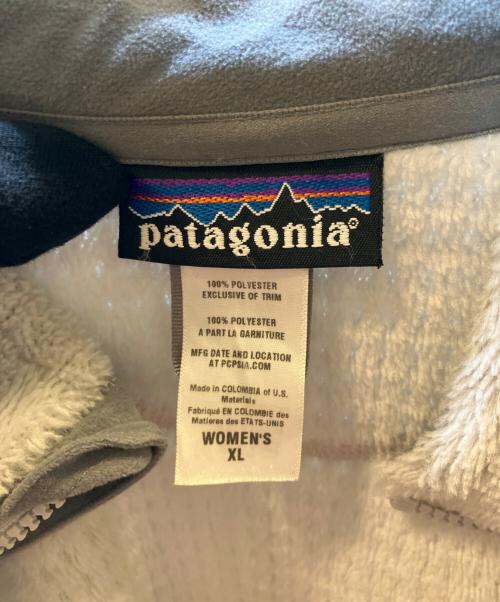 patagonia®
100% POLYESTER
EXCLUSIVE OF TRIM
100% POLYESTER
A PART LA GARNITURE
MFG DATE AND LOCATION
AT PCPSIA.COM
Made in COLOMBIA of U.S.
Materials
Fabriqué EN COLOMBIE des
Matieres des ETATS-UNIS
WOMEN'S
XL